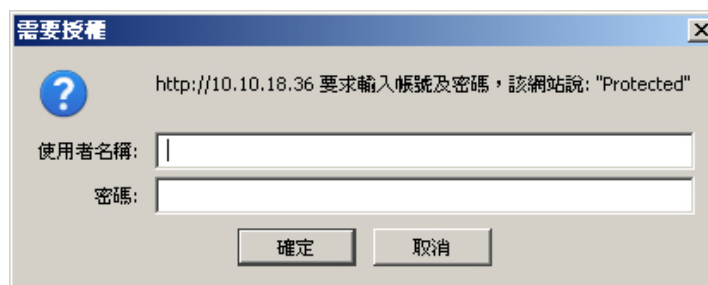 需要授權
http://10.10.18.36 要求輸入帳號及密碼，該網站說: "Protected"
使用者名稱:
密碼:
確定 取消